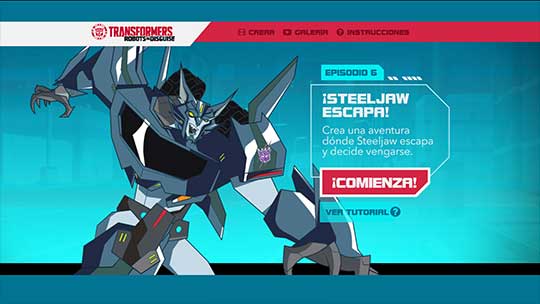 TRANSFORMERS
ROBOTS IN DISGUISE
CREAR GALERÍA INSTRUCCIONES
EPISODIO 6
¡STEELJAW
ESCAPA!
Crea una aventura
dónde Steeljaw escapa
y decide vengarse.
¡COMIENZA!
VER TUTORIAL ?